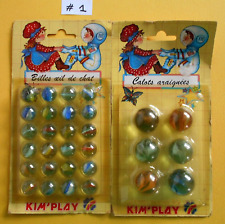 # 1
Billes œil de chat
Calots araignées
KIM'PLAY
KIM'PLAY